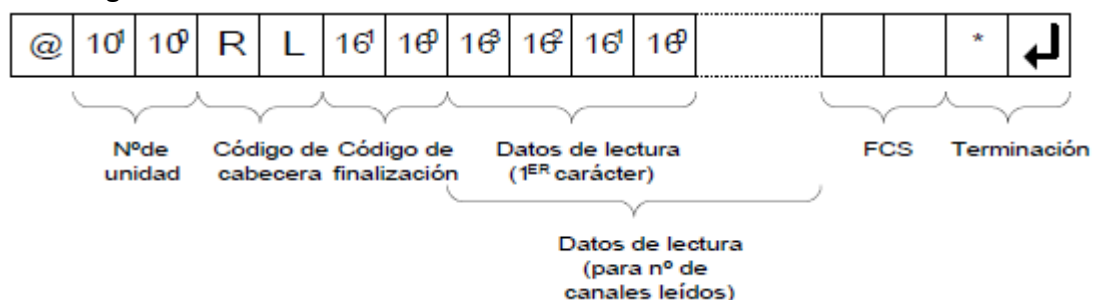 @ 10¹ 10⁰ R L 16¹ 16⁰ 16³ 16² 16¹ 16⁰ * ↵
Nºde unidad
Código de cabecera
Código de finalización
Datos de lectura
(1ᴱᴿ carácter)
FCS
Terminación
Datos de lectura
(para nº de
canales leídos)